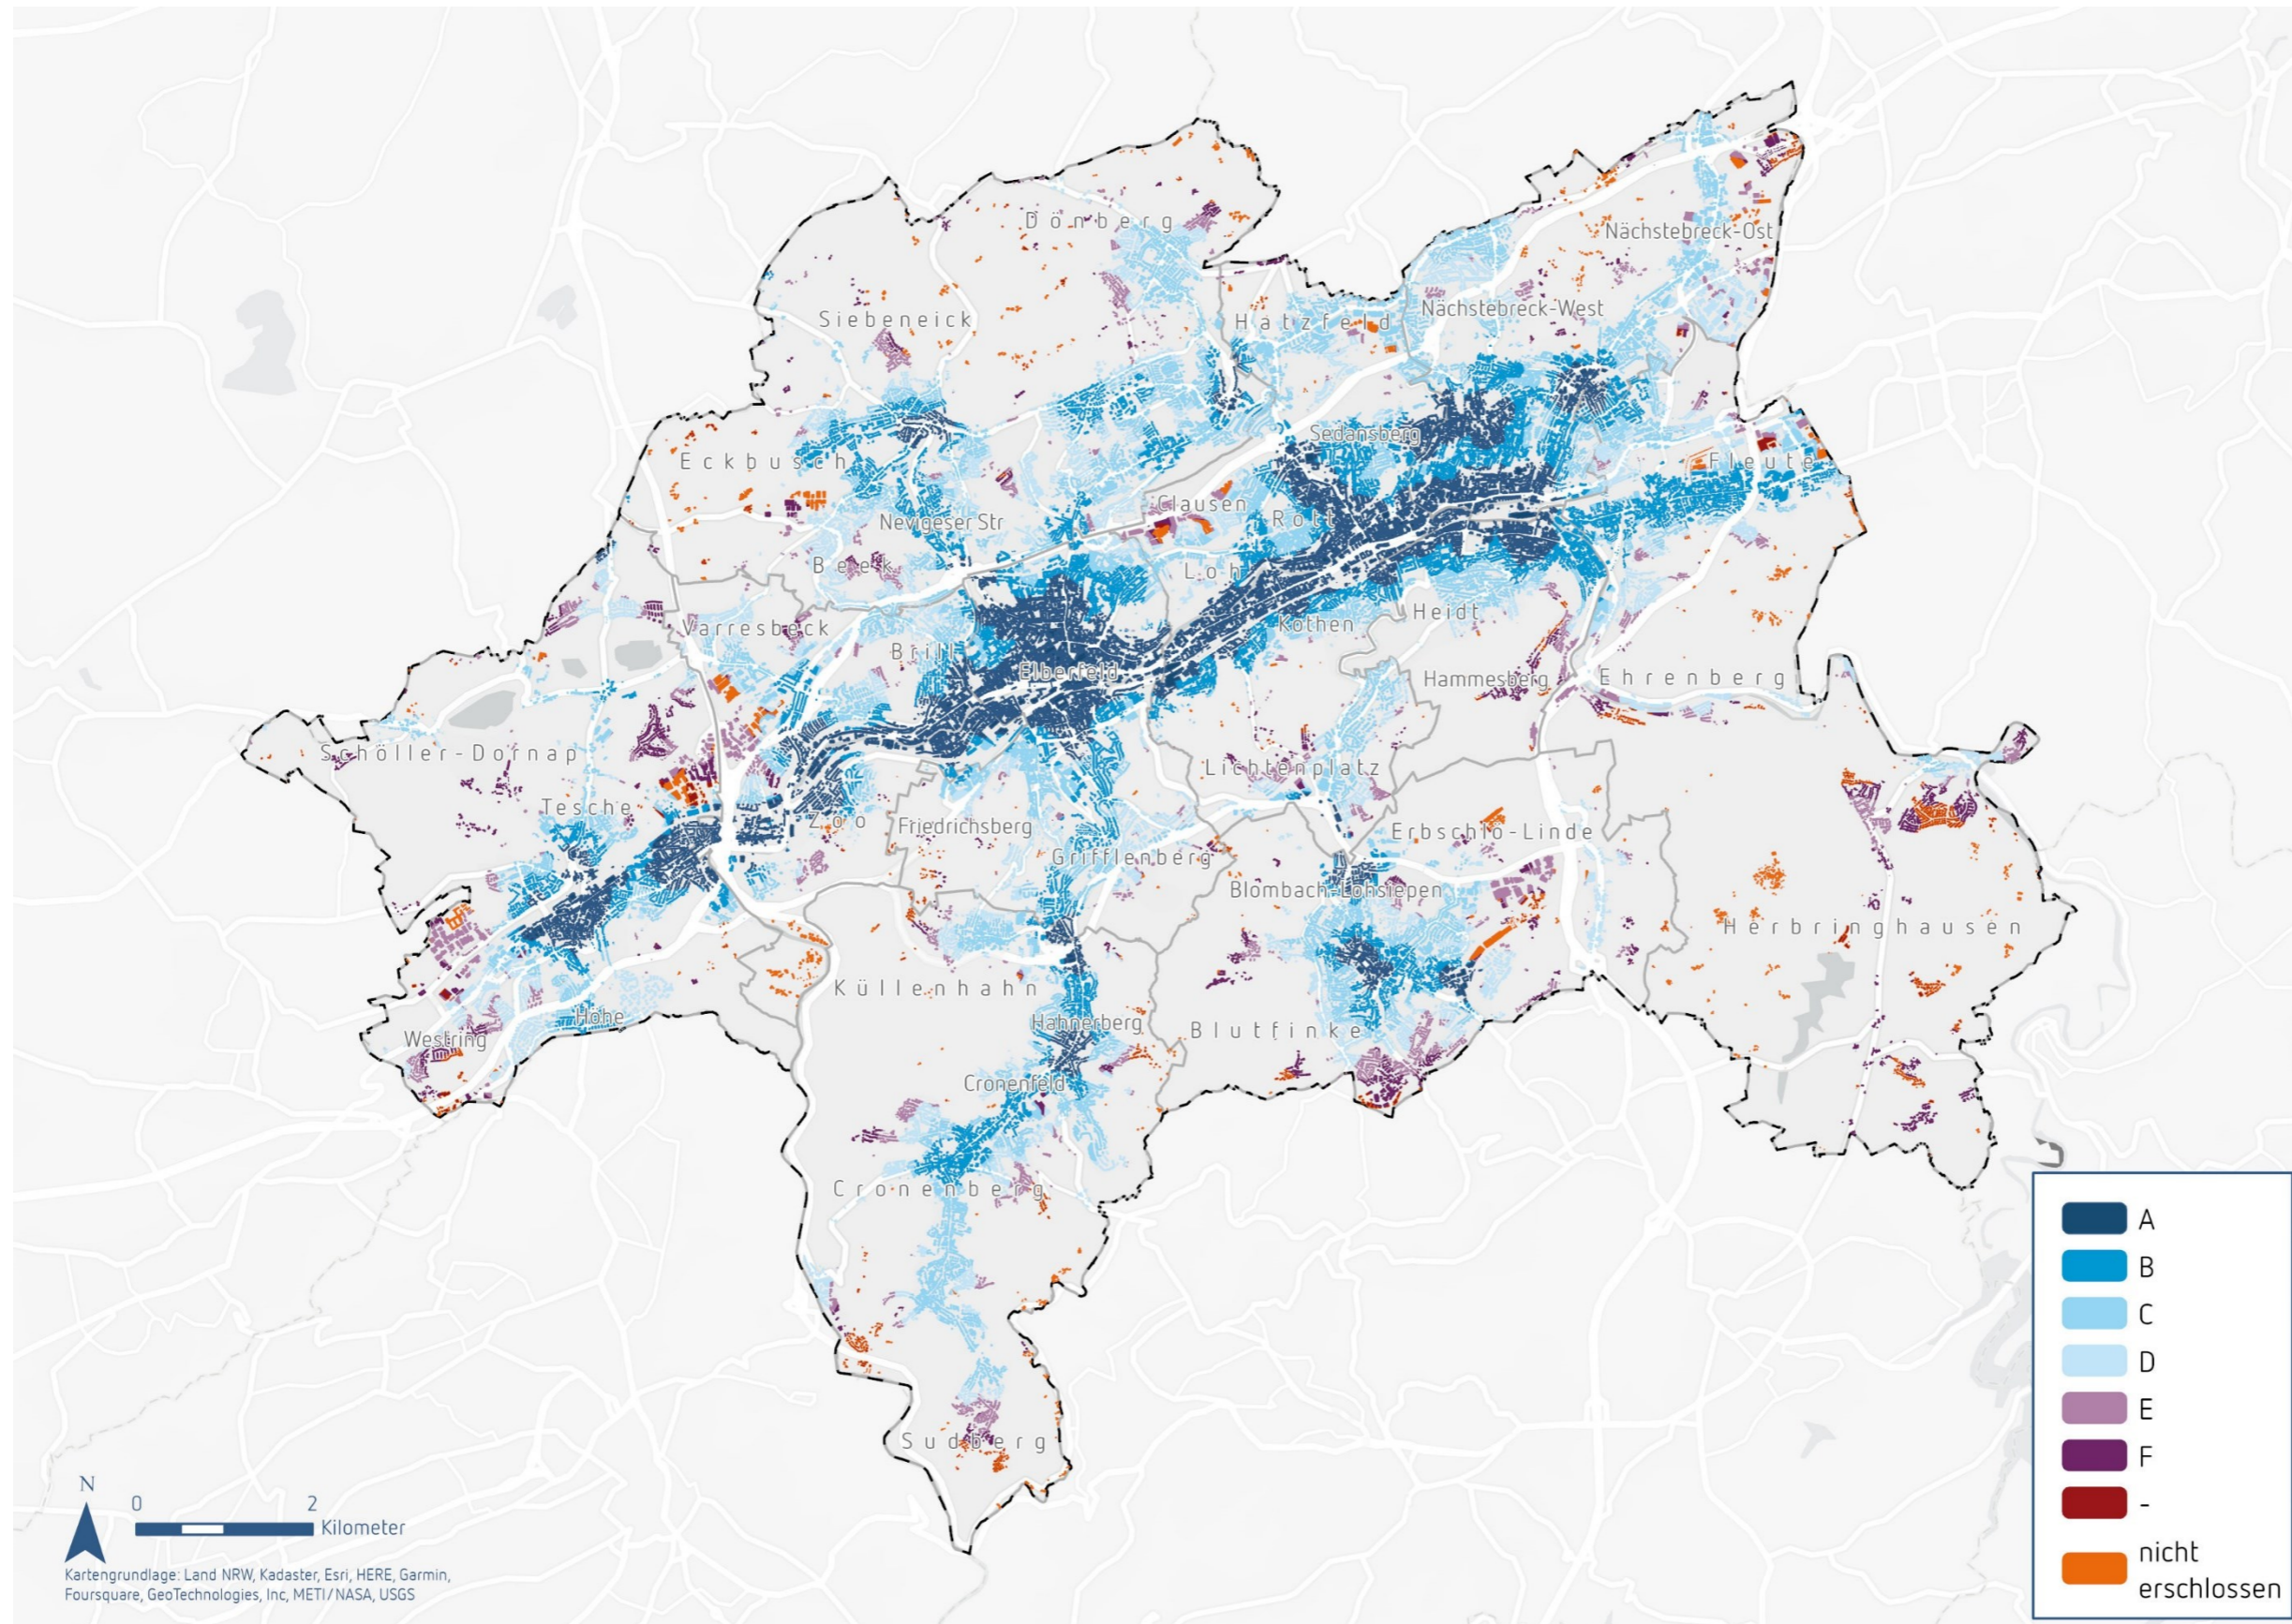 Dönberg
Nächstebreck-Ost
Siebeneick
Hatzfeld
Nächstebreck-West
Sedansberg
Eckbusch
Fleute
Clausen
Nevigeser Str
Rott
Beek
Loh
Heidt
Varresbeck
Kothen
Brill
Elberfeld
Hammesberg
Ehrenberg
Schöller-Dornap
Lichtenplatz
Tesche
Zoo
Friedrichsberg
Erbschlö-Linde
Grifflenberg
Blombach-Lohsiepen
Herbringhausen
Küllenhahn
Höhe
Hahnerberg
Blutfinke
Westring
Cronenfeld
Cronenberg
Sudberg
A
B
C
D
E
F
-
nicht
erschlossen
N
0 2
Kilometer
Kartengrundlage: Land NRW, Kadaster, Esri, HERE, Garmin,
Foursquare, GeoTechnologies, Inc, METI/NASA, USGS